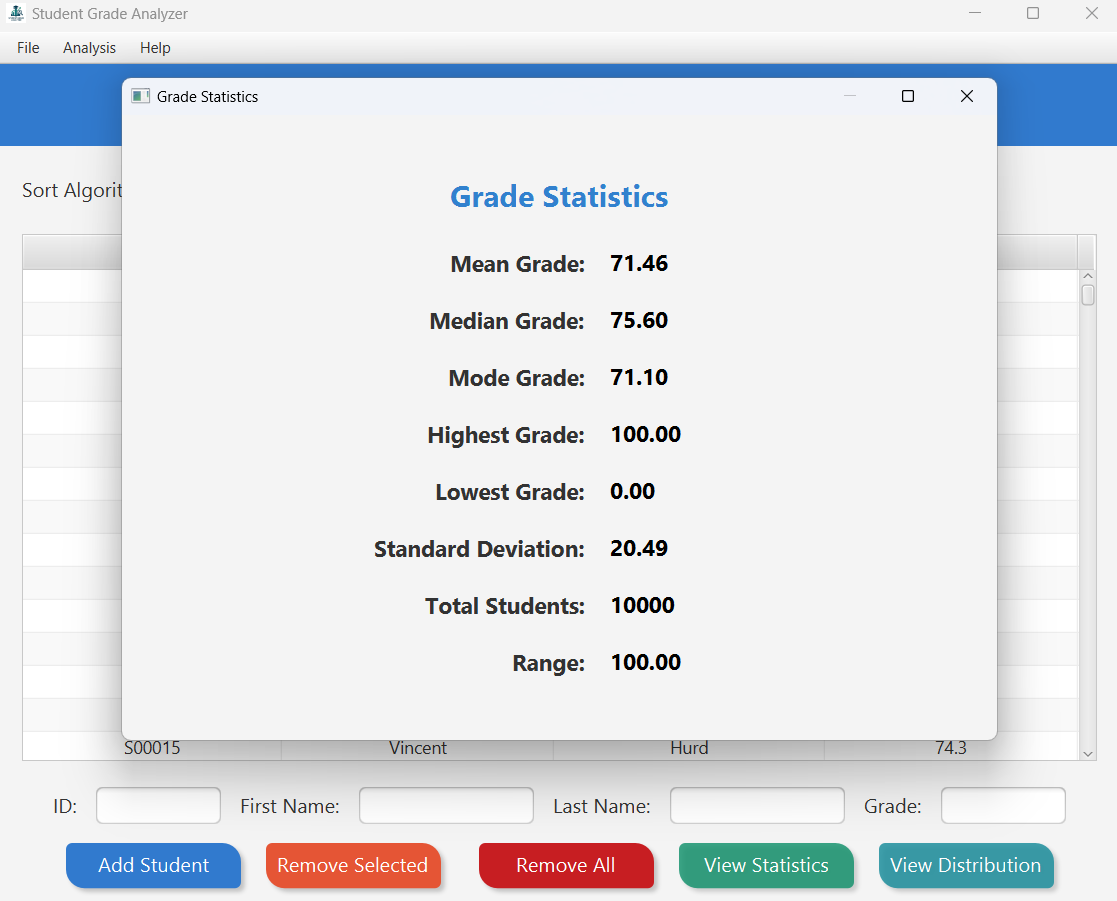 Student Grade Analyzer
File Analysis Help
Grade Statistics
Sort Algorit
Grade Statistics
Mean Grade: 71.46
Median Grade: 75.60
Mode Grade: 71.10
Highest Grade: 100.00
Lowest Grade: 0.00
Standard Deviation: 20.49
Total Students: 10000
Range: 100.00
S00015 Vincent Hurd 74.3
ID: First Name: Last Name: Grade:
Add Student Remove Selected Remove All View Statistics View Distribution